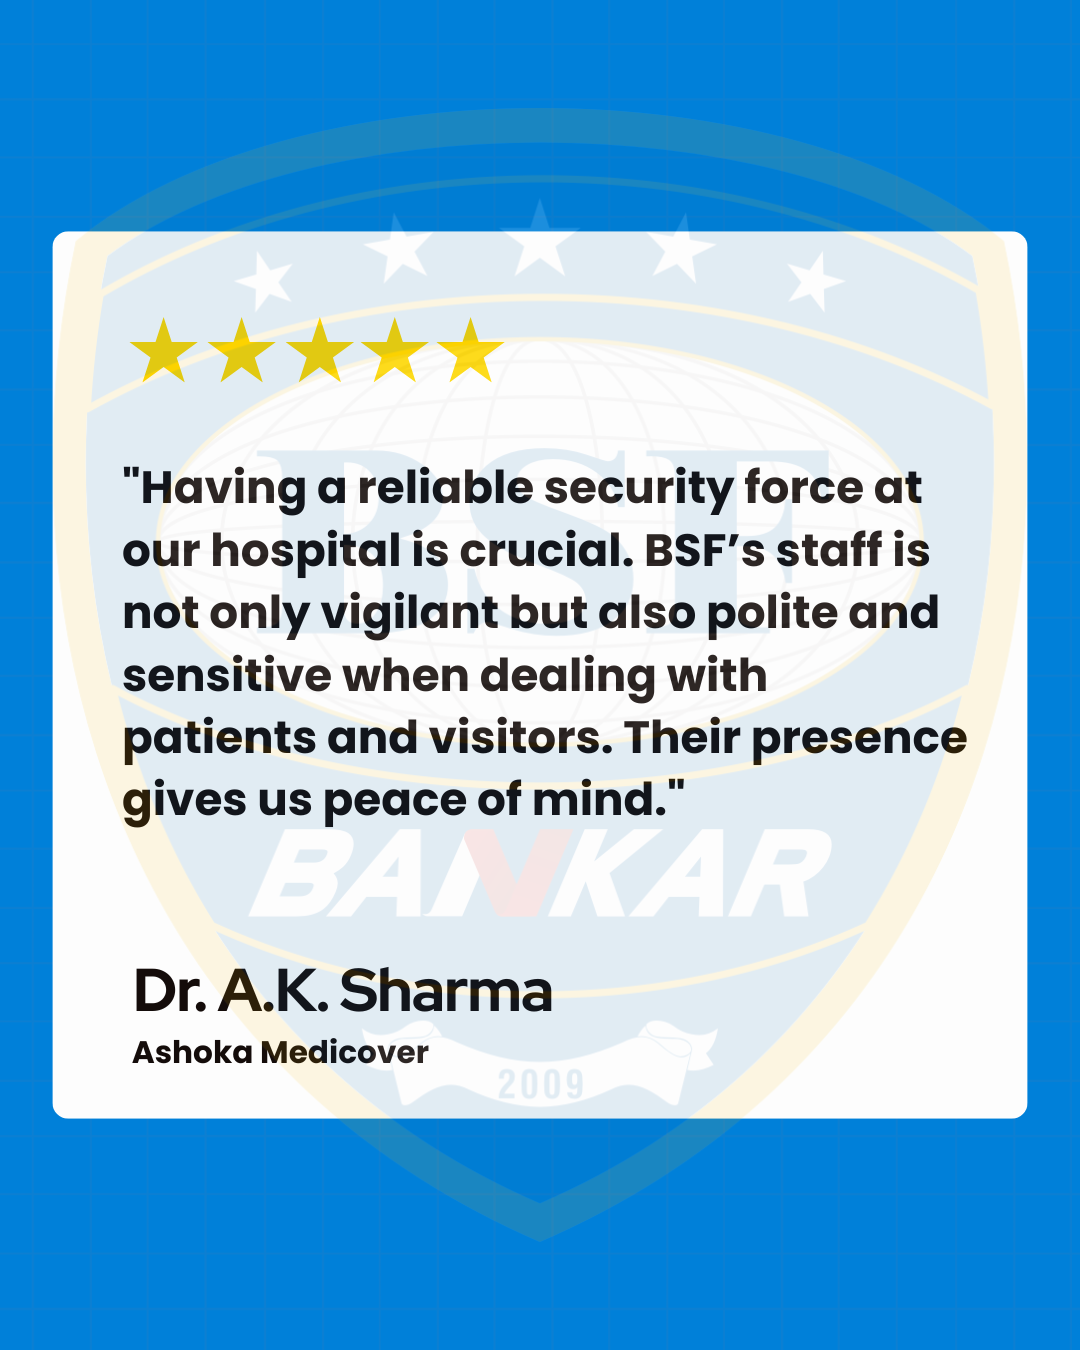 "Having a reliable security force at
our hospital is crucial. BSF’s staff is
not only vigilant but also polite and
sensitive when dealing with
patients and visitors. Their presence
gives us peace of mind."
Dr. A.K. Sharma
Ashoka Medicover
BSF
BANKAR
2009